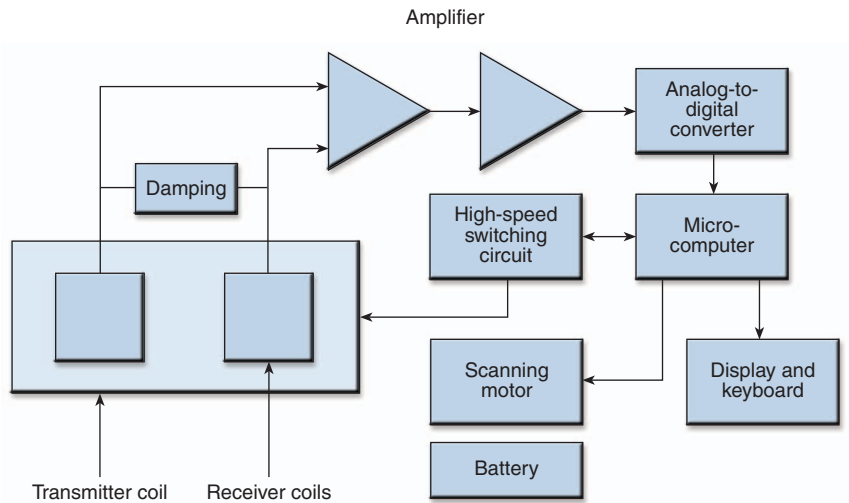 Amplifier
Analog-to-
digital
converter
Damping
High-speed
switching
circuit
Micro-
computer
Scanning
motor
Display and
keyboard
Battery
Transmitter coil
Receiver coils